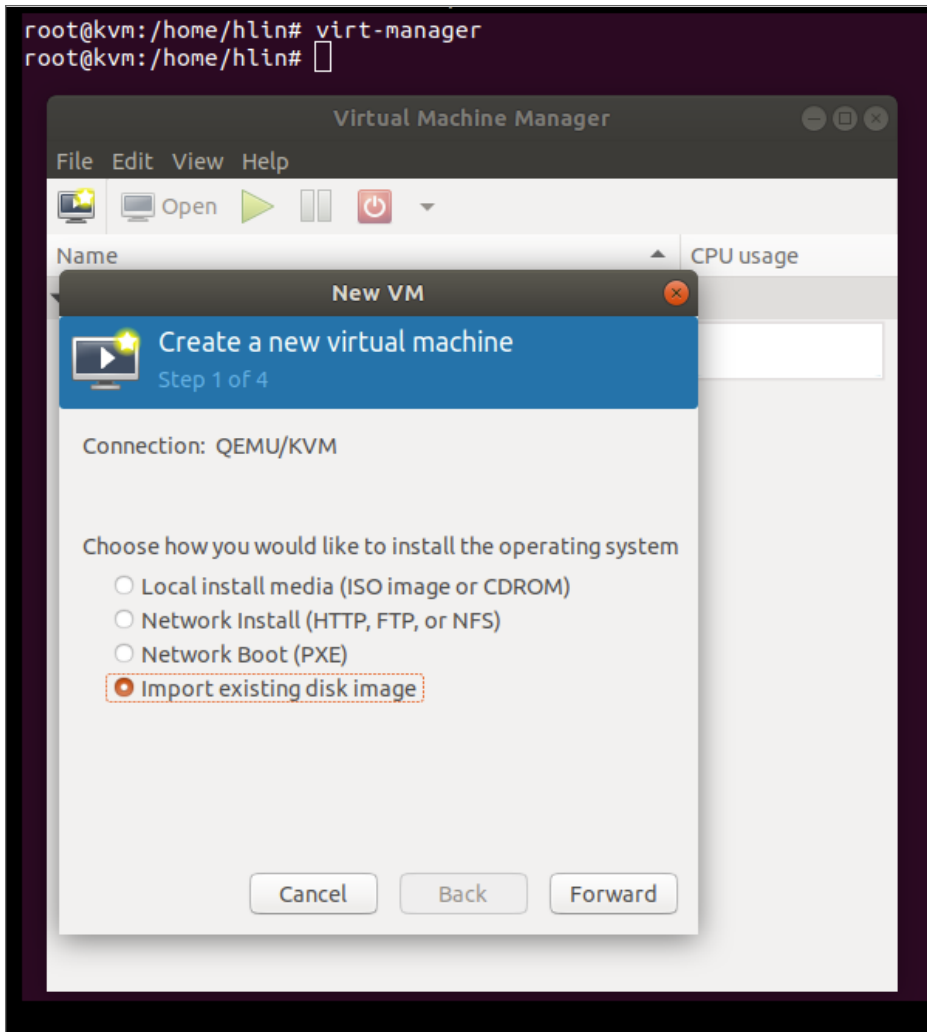 root@kvm:/home/hlin# virt-manager
root@kvm:/home/hlin#
Virtual Machine Manager
File Edit View Help
Open
Name CPU usage
New VM
Create a new virtual machine
Step 1 of 4
Connection: QEMU/KVM
Choose how you would like to install the operating system
Local install media (ISO image or CDROM)
Network Install (HTTP, FTP, or NFS)
Network Boot (PXE)
Import existing disk image
Cancel Back Forward